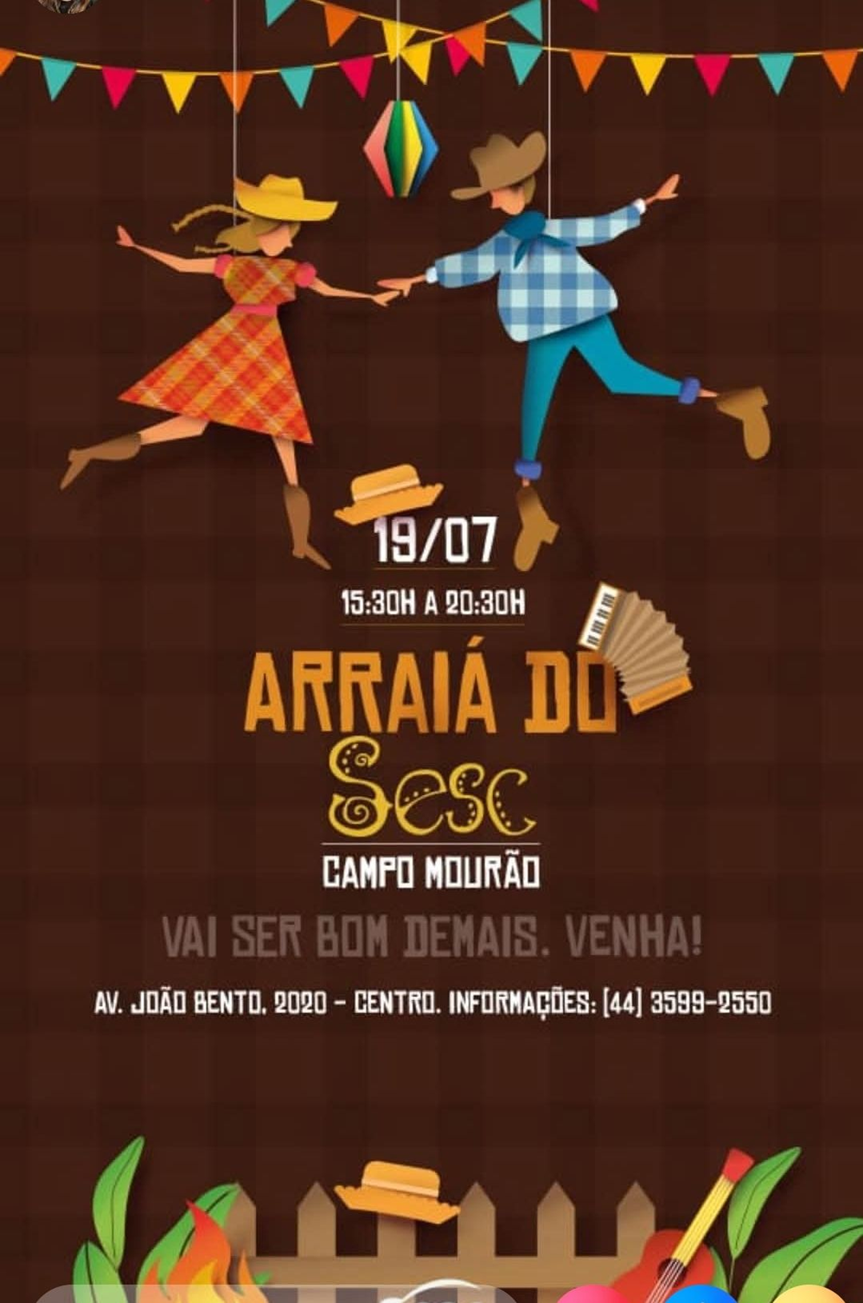 19/07
15:30H A 20:30H
ARRAIÁ DO
Sesc
CAMPO MOURÃO
VAI SER BOM DEMAIS. VENHA!
AV. JOÃO BENTO, 2020 - CENTRO. INFORMAÇÕES: [44] 3599-2550